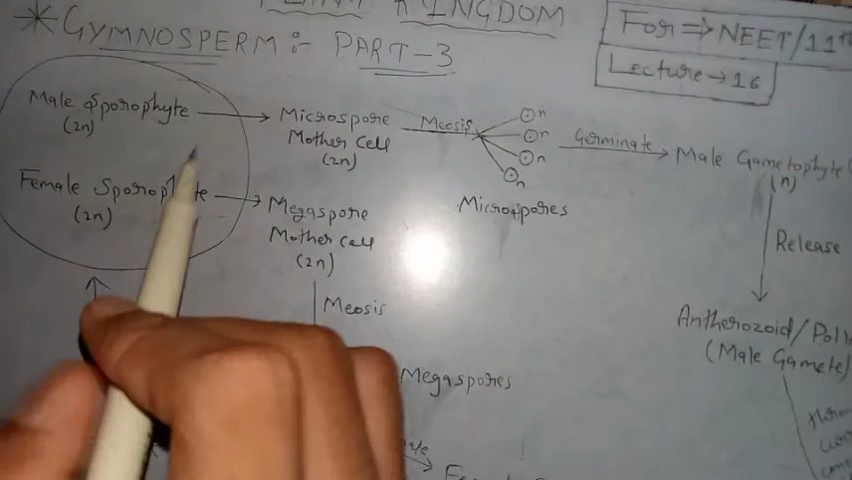 KINGDOM
* GYMNOSPERM :- PART-3
For => NEET/11th
Lecture → 16
Male Sporophyte
(2n)
Microspore
Mother Cell
(2n)
Meosis
n
n
n
n
Microspores
Germinate
Male Gametophyte
(n)
Female Sporophyte
(2n)
Megaspore
Mother cell
(2n)
Meosis
Megaspores
Release
Antherozoid/
(Male Gamete)